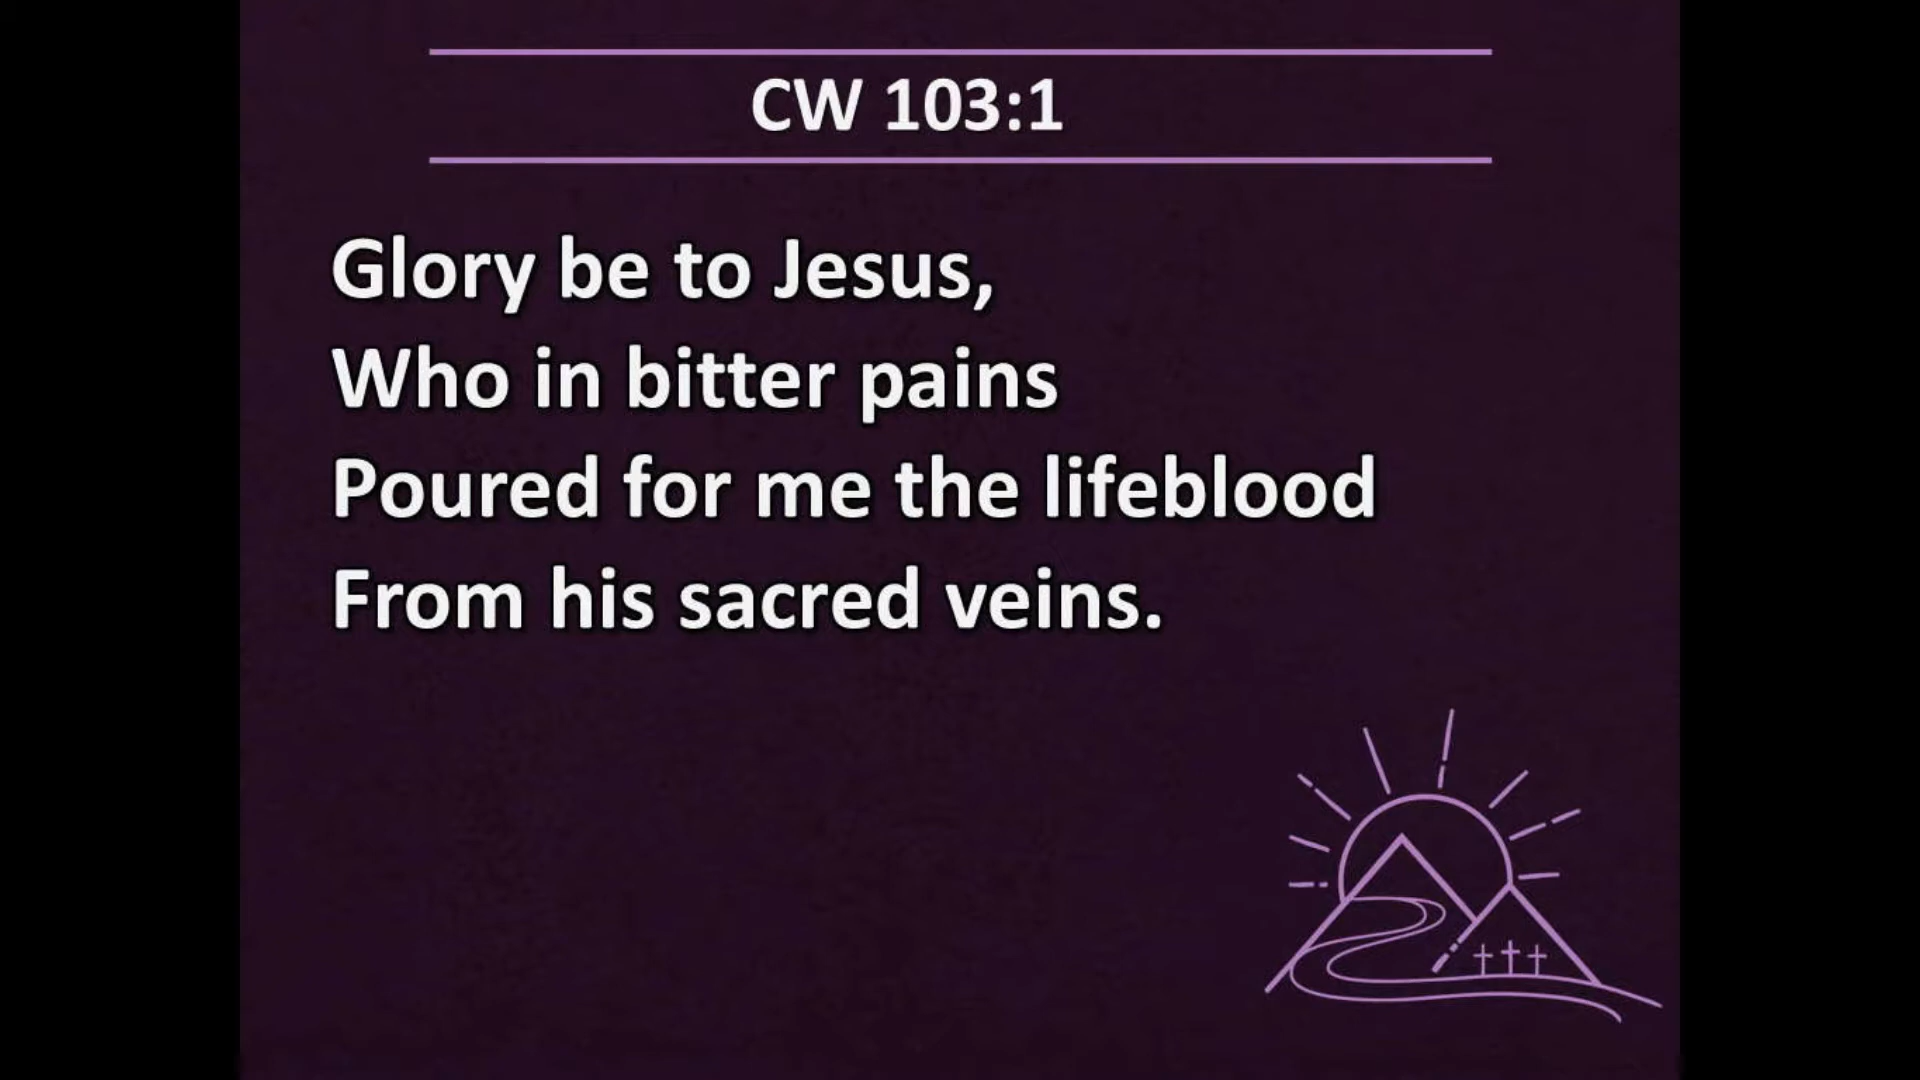 CW 103:1
Glory be to Jesus,
Who in bitter pains
Poured for me the lifeblood
From his sacred veins.